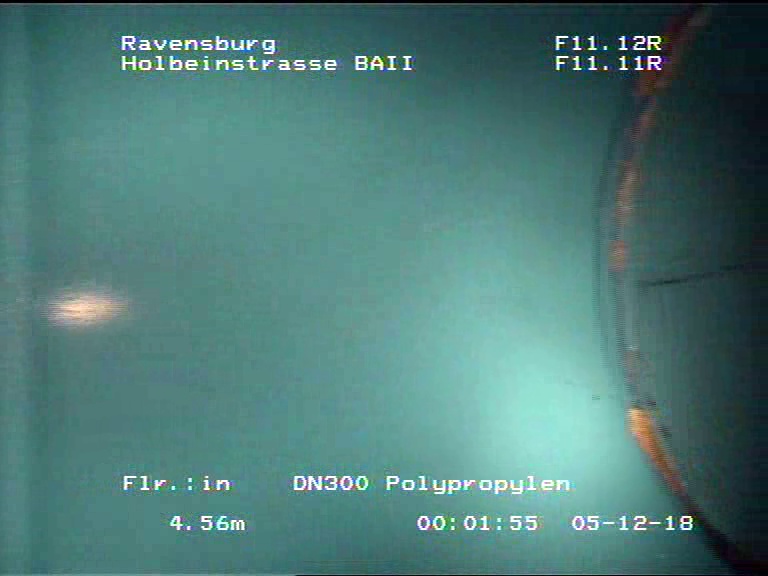 Ravensburg F11.12R
Holbeinstrasse BAII F11.11R
Flr.:in DN300 Polypropylen
4.56m 00:01:55 05-12-18